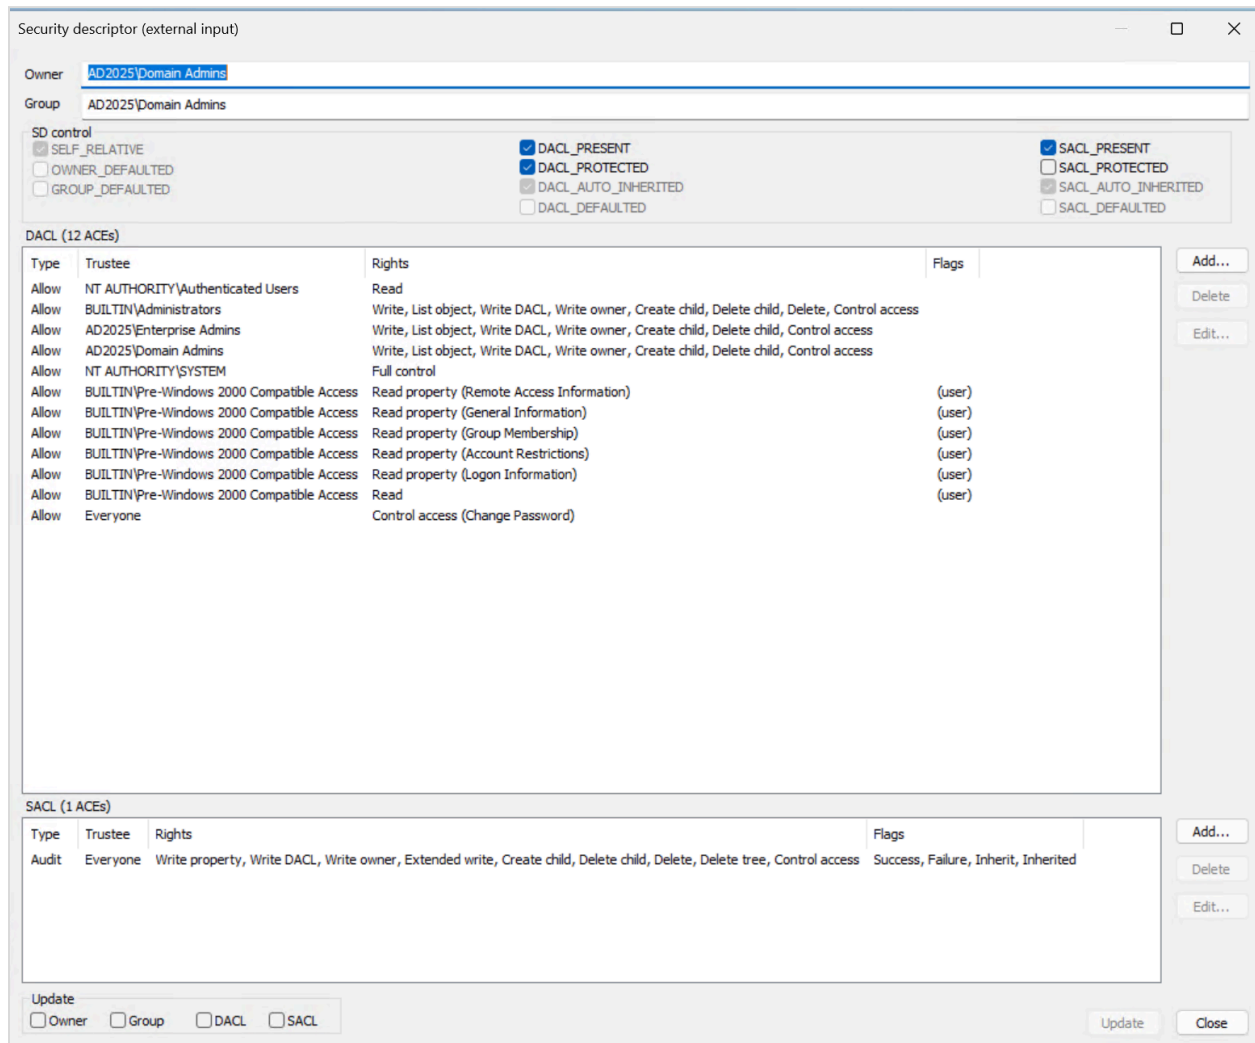 Security descriptor (external input)
Owner AD2025\Domain Admins
Group AD2025\Domain Admins
SD control
SELF_RELATIVE DACL_PRESENT SACL_PRESENT
OWNER_DEFAULTED DACL_PROTECTED SACL_PROTECTED
GROUP_DEFAULTED DACL_AUTO_INHERITED SACL_AUTO_INHERITED
DACL_DEFAULTED SACL_DEFAULTED
DACL (12 ACEs)
Type Trustee Rights Flags Add...
Allow NT AUTHORITY\Authenticated Users Read Delete
Allow BUILTIN\Administrators Write, List object, Write DACL, Write owner, Create child, Delete child, Delete, Control access
Allow AD2025\Enterprise Admins Write, List object, Write DACL, Write owner, Create child, Delete child, Control access Edit...
Allow AD2025\Domain Admins Write, List object, Write DACL, Write owner, Create child, Delete child, Control access
Allow NT AUTHORITY\SYSTEM Full control
Allow BUILTIN\Pre-Windows 2000 Compatible Access Read property (Remote Access Information) (user)
Allow BUILTIN\Pre-Windows 2000 Compatible Access Read property (General Information) (user)
Allow BUILTIN\Pre-Windows 2000 Compatible Access Read property (Group Membership) (user)
Allow BUILTIN\Pre-Windows 2000 Compatible Access Read property (Account Restrictions) (user)
Allow BUILTIN\Pre-Windows 2000 Compatible Access Read property (Logon Information) (user)
Allow BUILTIN\Pre-Windows 2000 Compatible Access Read (user)
Allow Everyone Control access (Change Password)
SACL (1 ACEs)
Type Trustee Rights Flags Add...
Audit Everyone Write property, Write DACL, Write owner, Extended write, Create child, Delete child, Delete, Delete tree, Control access Success, Failure, Inherit, Inherited
Delete
Edit...
Update
Owner Group DACL SACL Update Close